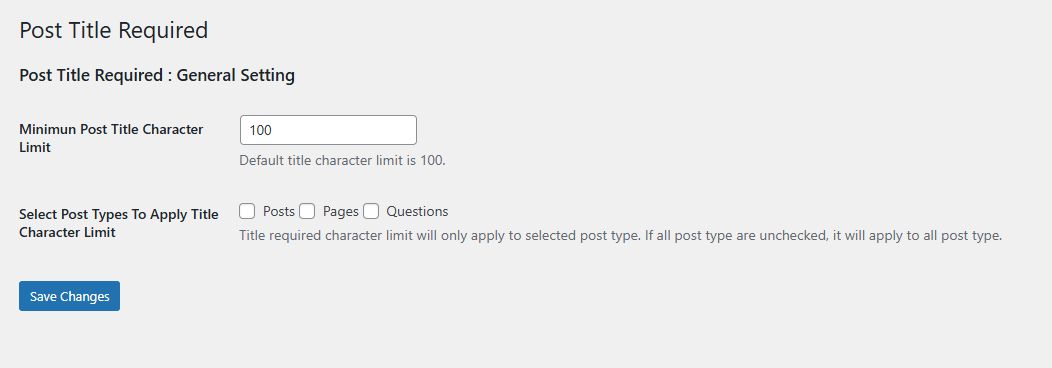 Post Title Required
Post Title Required : General Setting
Minimun Post Title Character
Limit
100
Default title character limit is 100.
Select Post Types To Apply Title
Character Limit
Posts Pages Questions
Title required character limit will only apply to selected post type. If all post type are unchecked, it will apply to all post type.
Save Changes